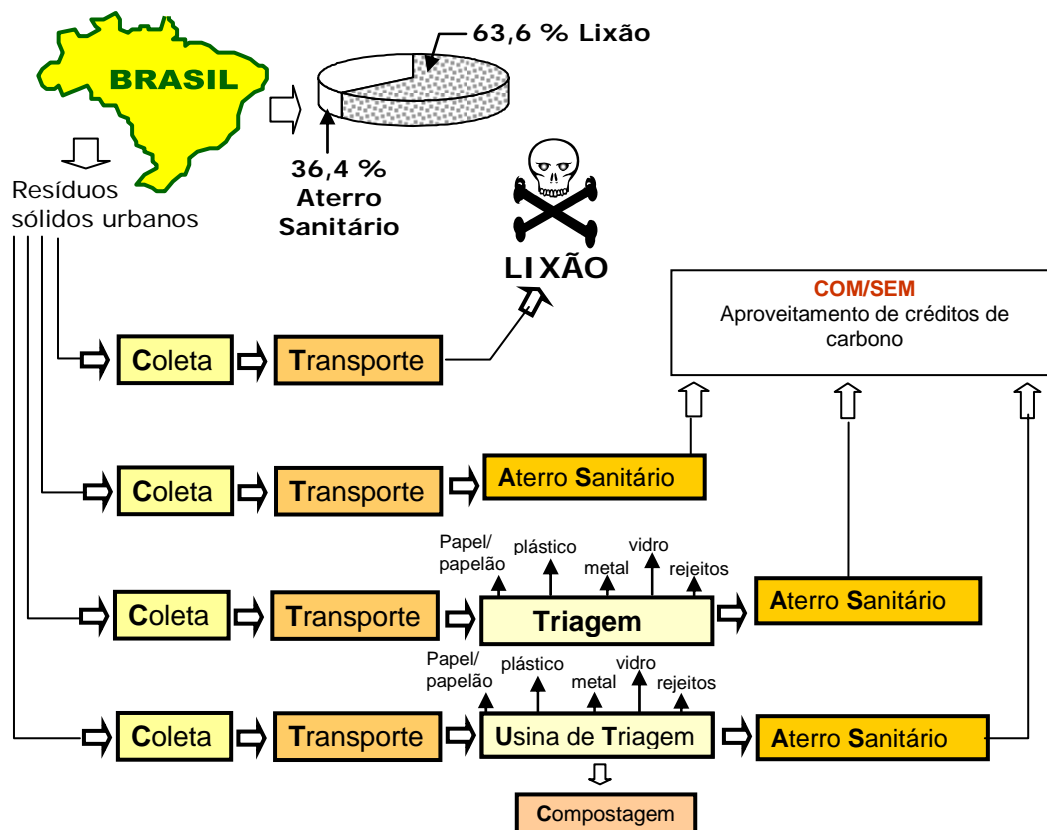 63,6 % Lixão
BRASIL
36,4 %
Aterro
Sanitário
Resíduos
sólidos urbanos
LIXÃO
COM/SEM
Aproveitamento de créditos de
carbono
Coleta
Transporte
Coleta
Transporte
Aterro Sanitário
Papel/
papelão
plástico
metal
vidro
rejeitos
Coleta
Transporte
Triagem
Aterro Sanitário
Papel/
papelão
plástico
metal
vidro
rejeitos
Coleta
Transporte
Usina de Triagem
Aterro Sanitário
Compostagem